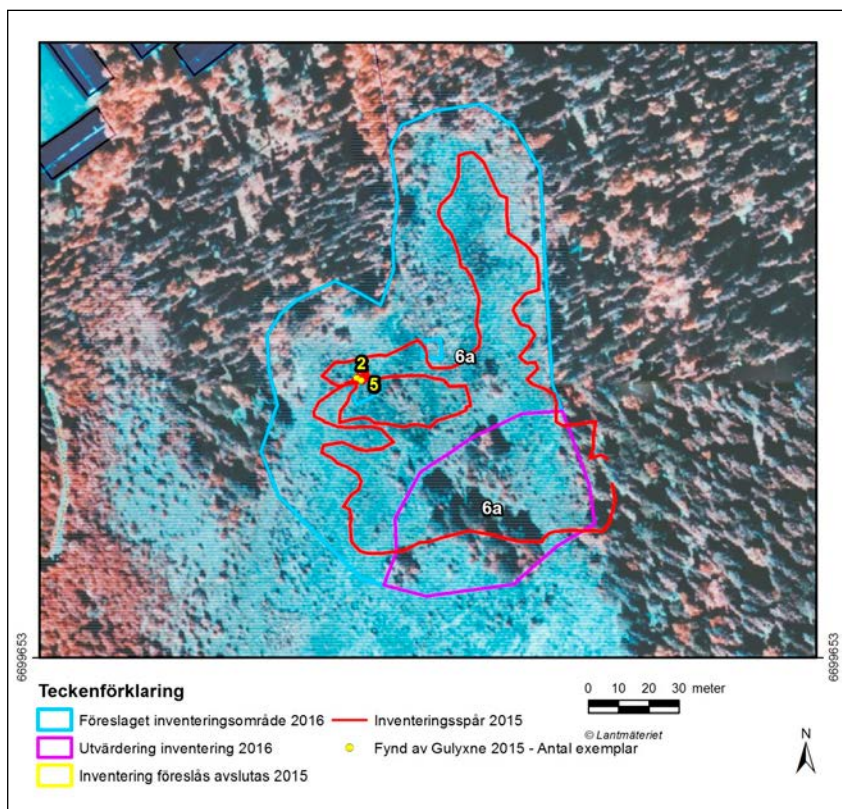 2
5
6a
6a
6699653
6699653
Teckenförklaring
Föreslaget inventeringsområde 2016
Utvärdering inventering 2016
Inventering föreslås avslutas 2015
Inventeringsspår 2015
Fynd av Gulyxne 2015 - Antal exemplar
0 10 20 30 meter
© Lantmäteriet
N